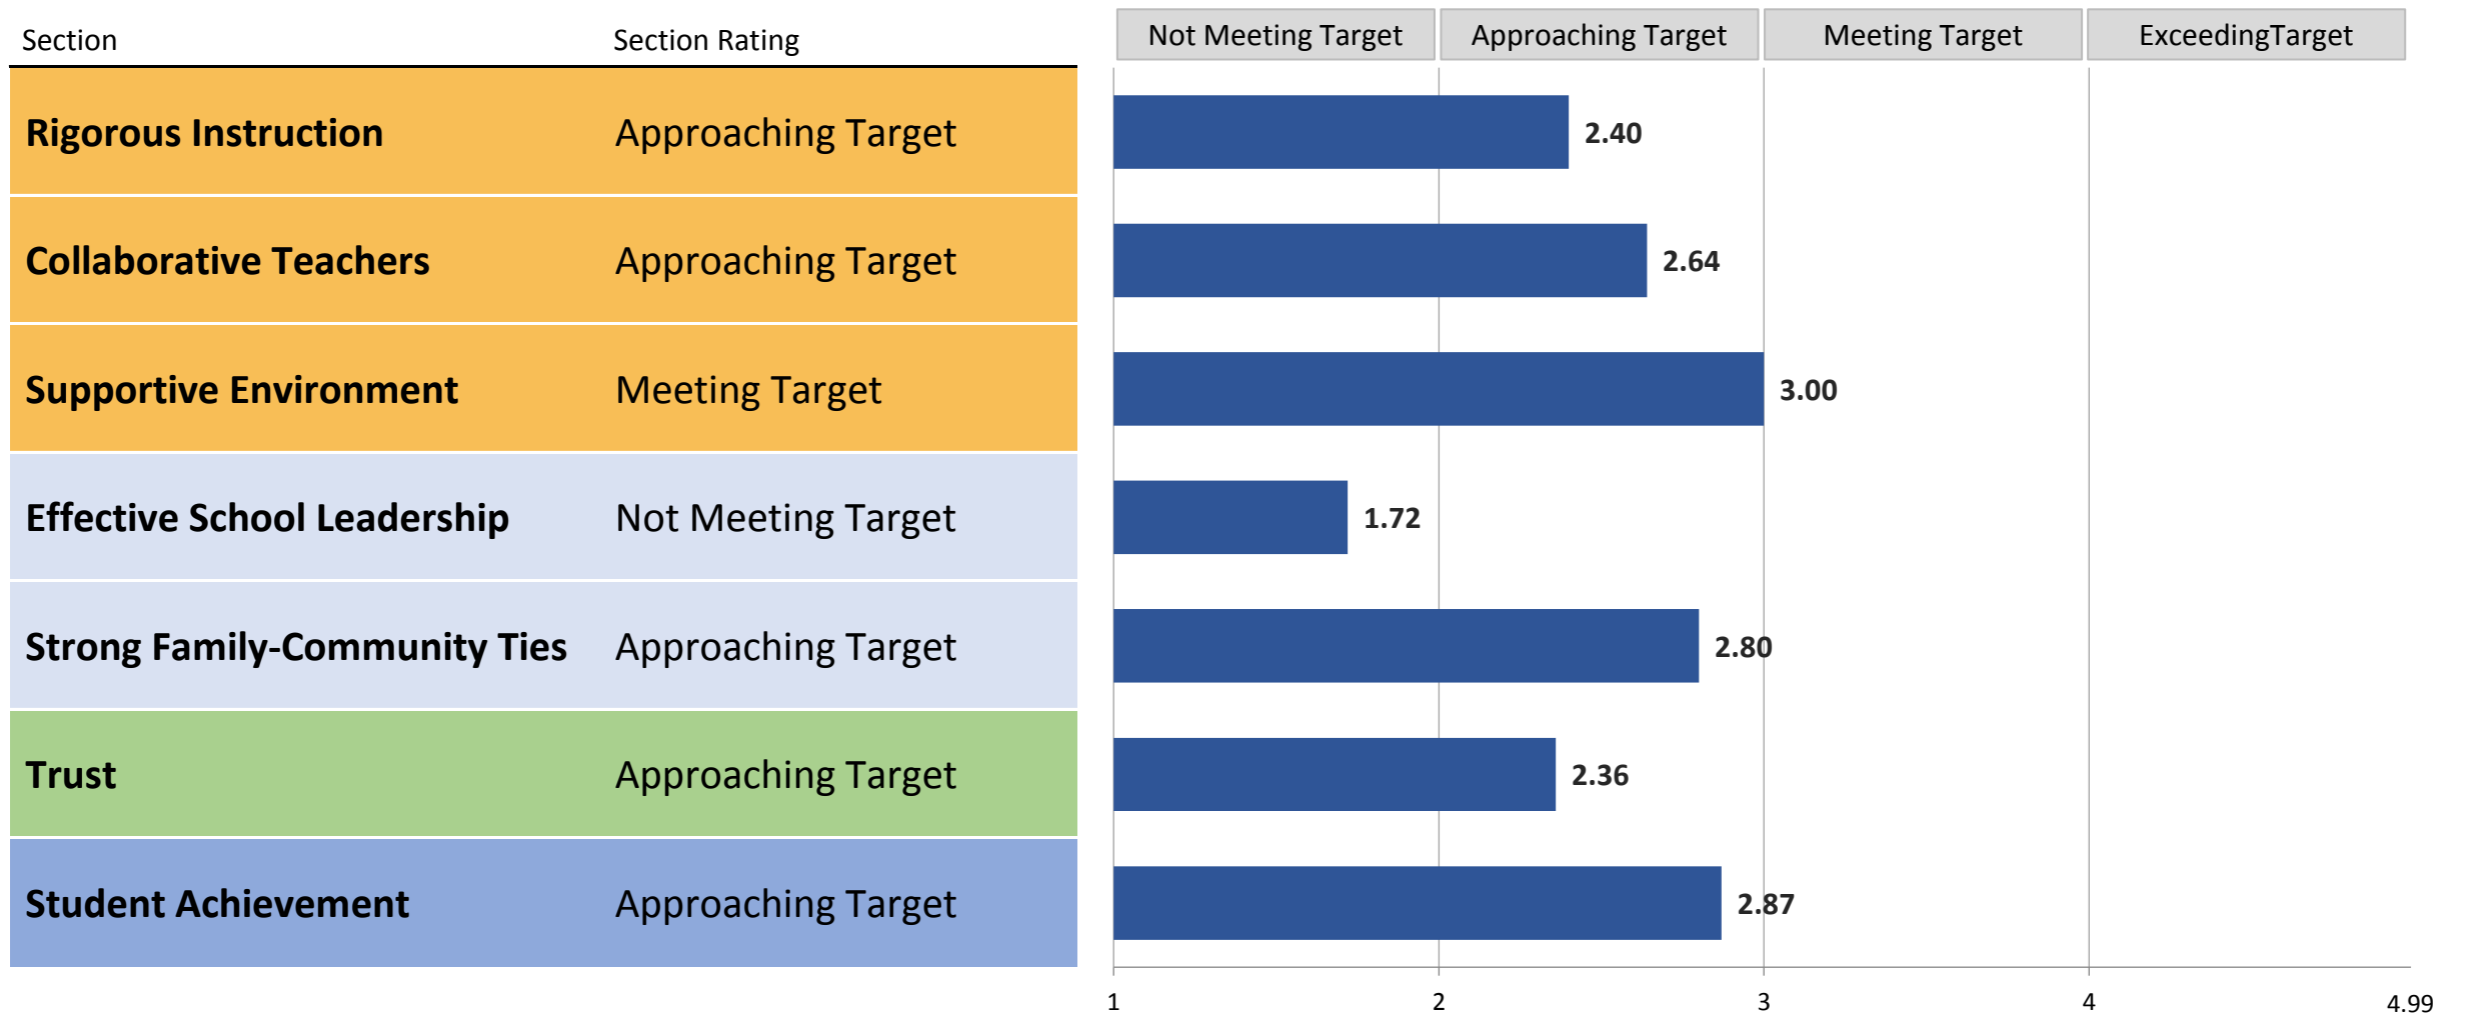 Section Section Rating Not Meeting Target Approaching Target Meeting Target ExceedingTarget
Rigorous Instruction Approaching Target 2.40
Collaborative Teachers Approaching Target 2.64
Supportive Environment Meeting Target 3.00
Effective School Leadership Not Meeting Target 1.72
Strong Family-Community Ties Approaching Target 2.80
Trust Approaching Target 2.36
Student Achievement Approaching Target 2.87
1 2 3 4 4.99